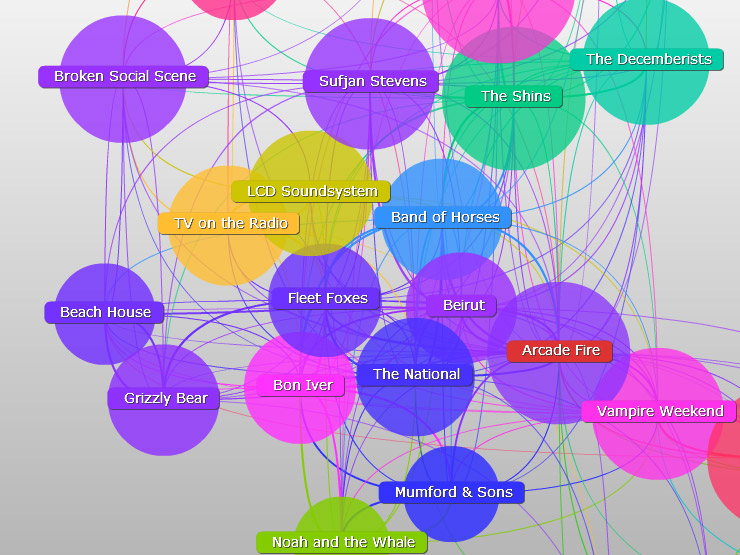 The Decemberists
Broken Social Scene
Sufjan Stevens
The Shins
LCD Soundsystem
Band of Horses
TV on the Radio
Fleet Foxes
Beirut
Beach House
Arcade Fire
The National
Bon Iver
Grizzly Bear
Vampire Weekend
Mumford & Sons
Noah and the Whale